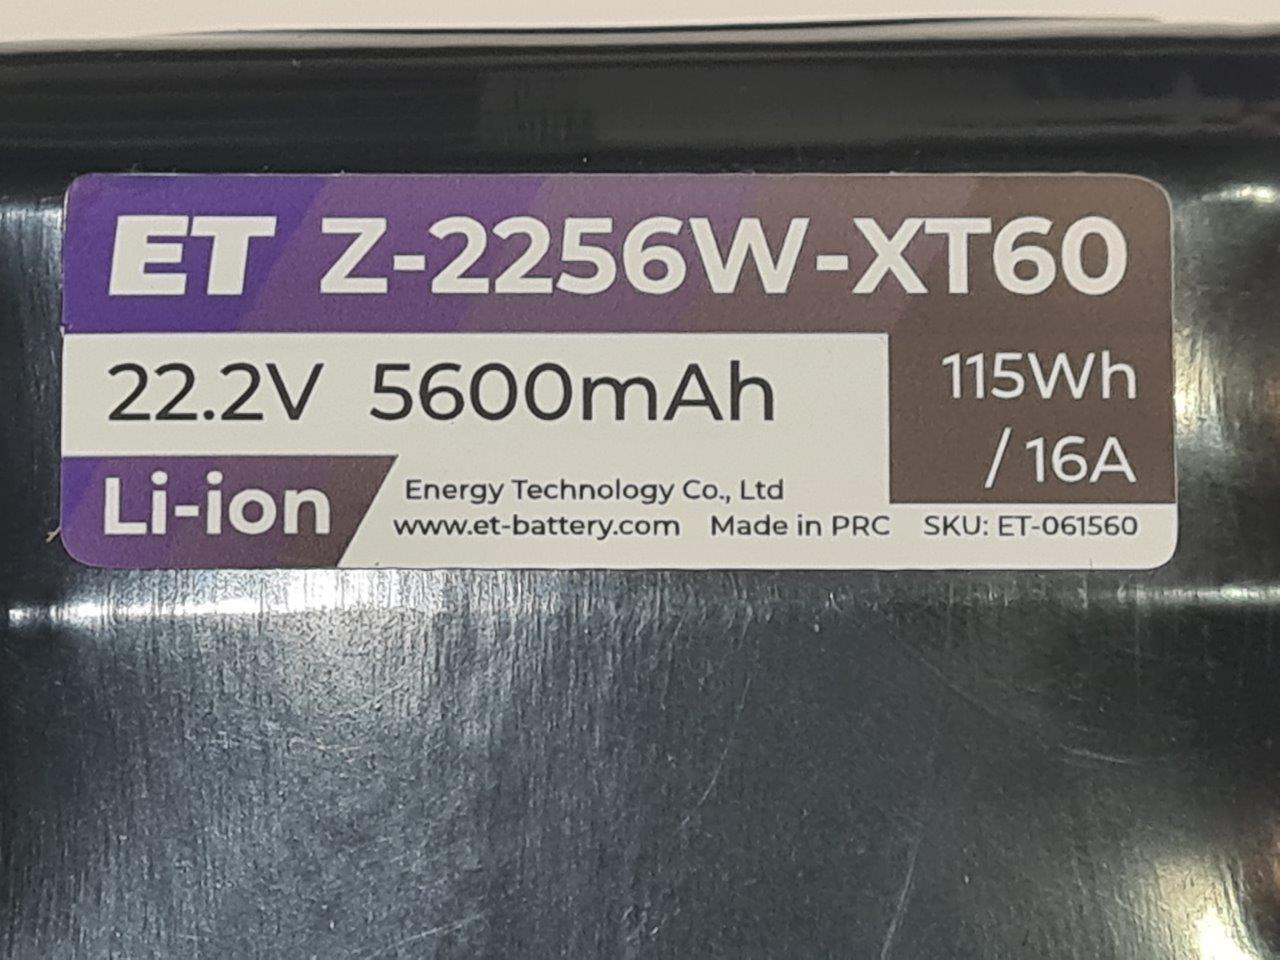 ET Z-2256W-XT60
22.2V 5600mAh
115Wh
/ 16A
Li-ion
Energy Technology Co., Ltd
www.et-battery.com Made in PRC SKU: ET-061560